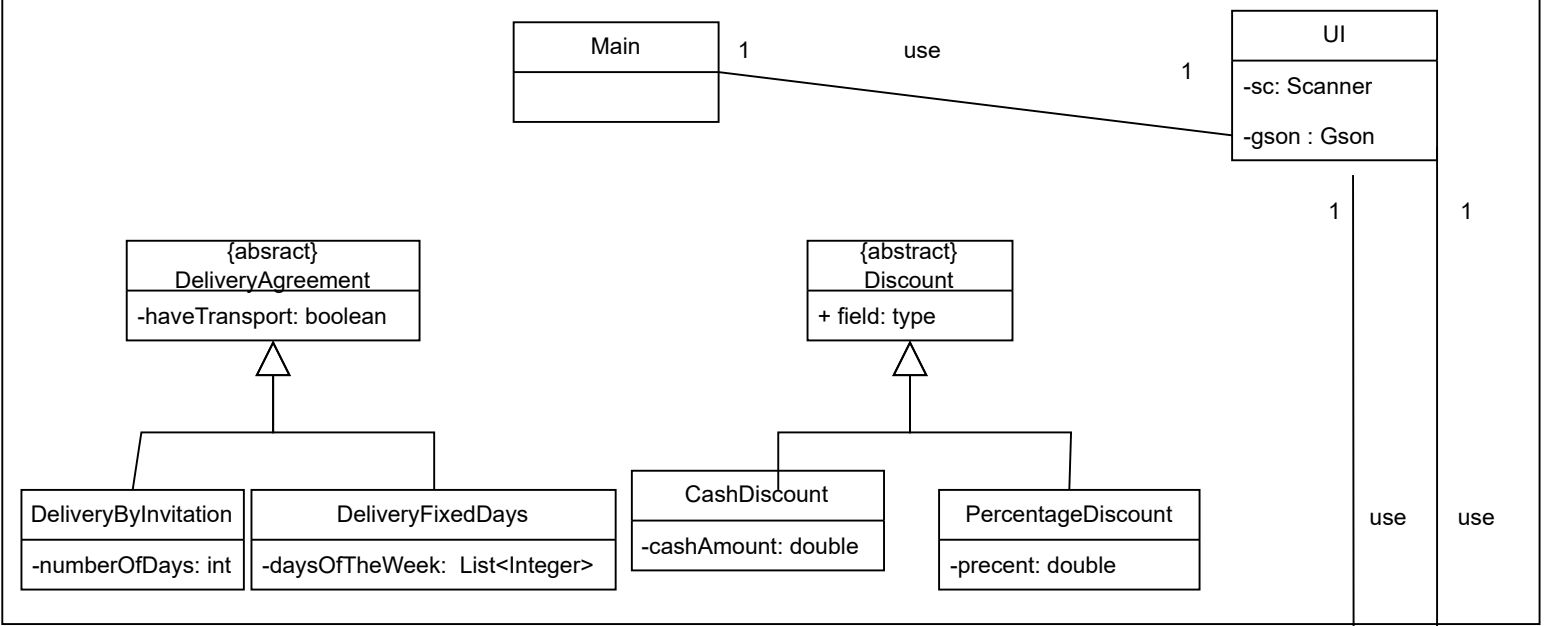 Main
1
use
1
UI
-sc: Scanner
-gson : Gson
1
1
{absract}
DeliveryAgreement
-haveTransport: boolean
{abstract}
Discount
+ field: type
DeliveryByInvitation
-numberOfDays: int
DeliveryFixedDays
-daysOfTheWeek:  List<Integer>
CashDiscount
-cashAmount: double
PercentageDiscount
-precent: double
use
use